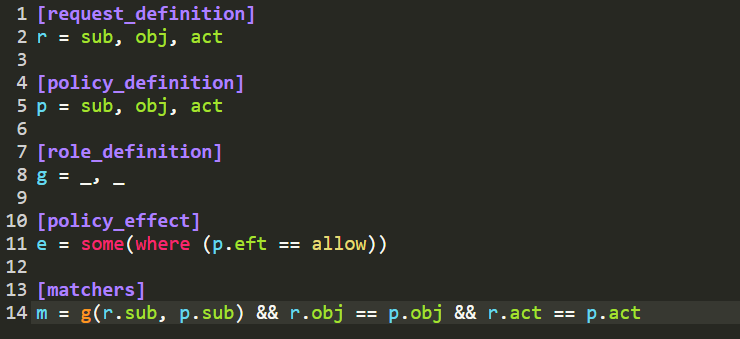 1 [request_definition]
2 r = sub, obj, act
3
4 [policy_definition]
5 p = sub, obj, act
6
7 [role_definition]
8 g = _, _
9
10 [policy_effect]
11 e = some(where (p.eft == allow))
12
13 [matchers]
14 m = g(r.sub, p.sub) && r.obj == p.obj && r.act == p.act